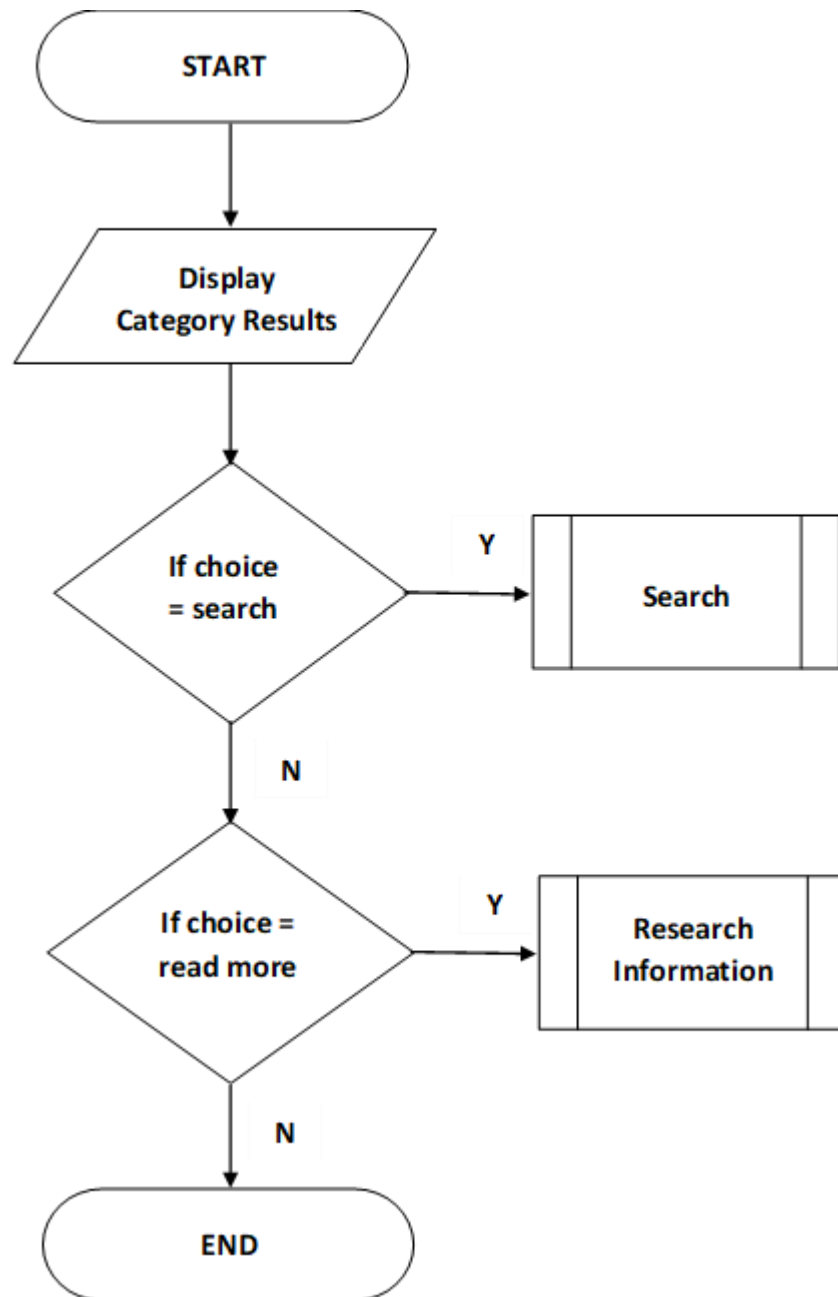 START
Display
Category Results
If choice
= search
Y
Search
N
If choice =
read more
Y
Research
Information
N
END